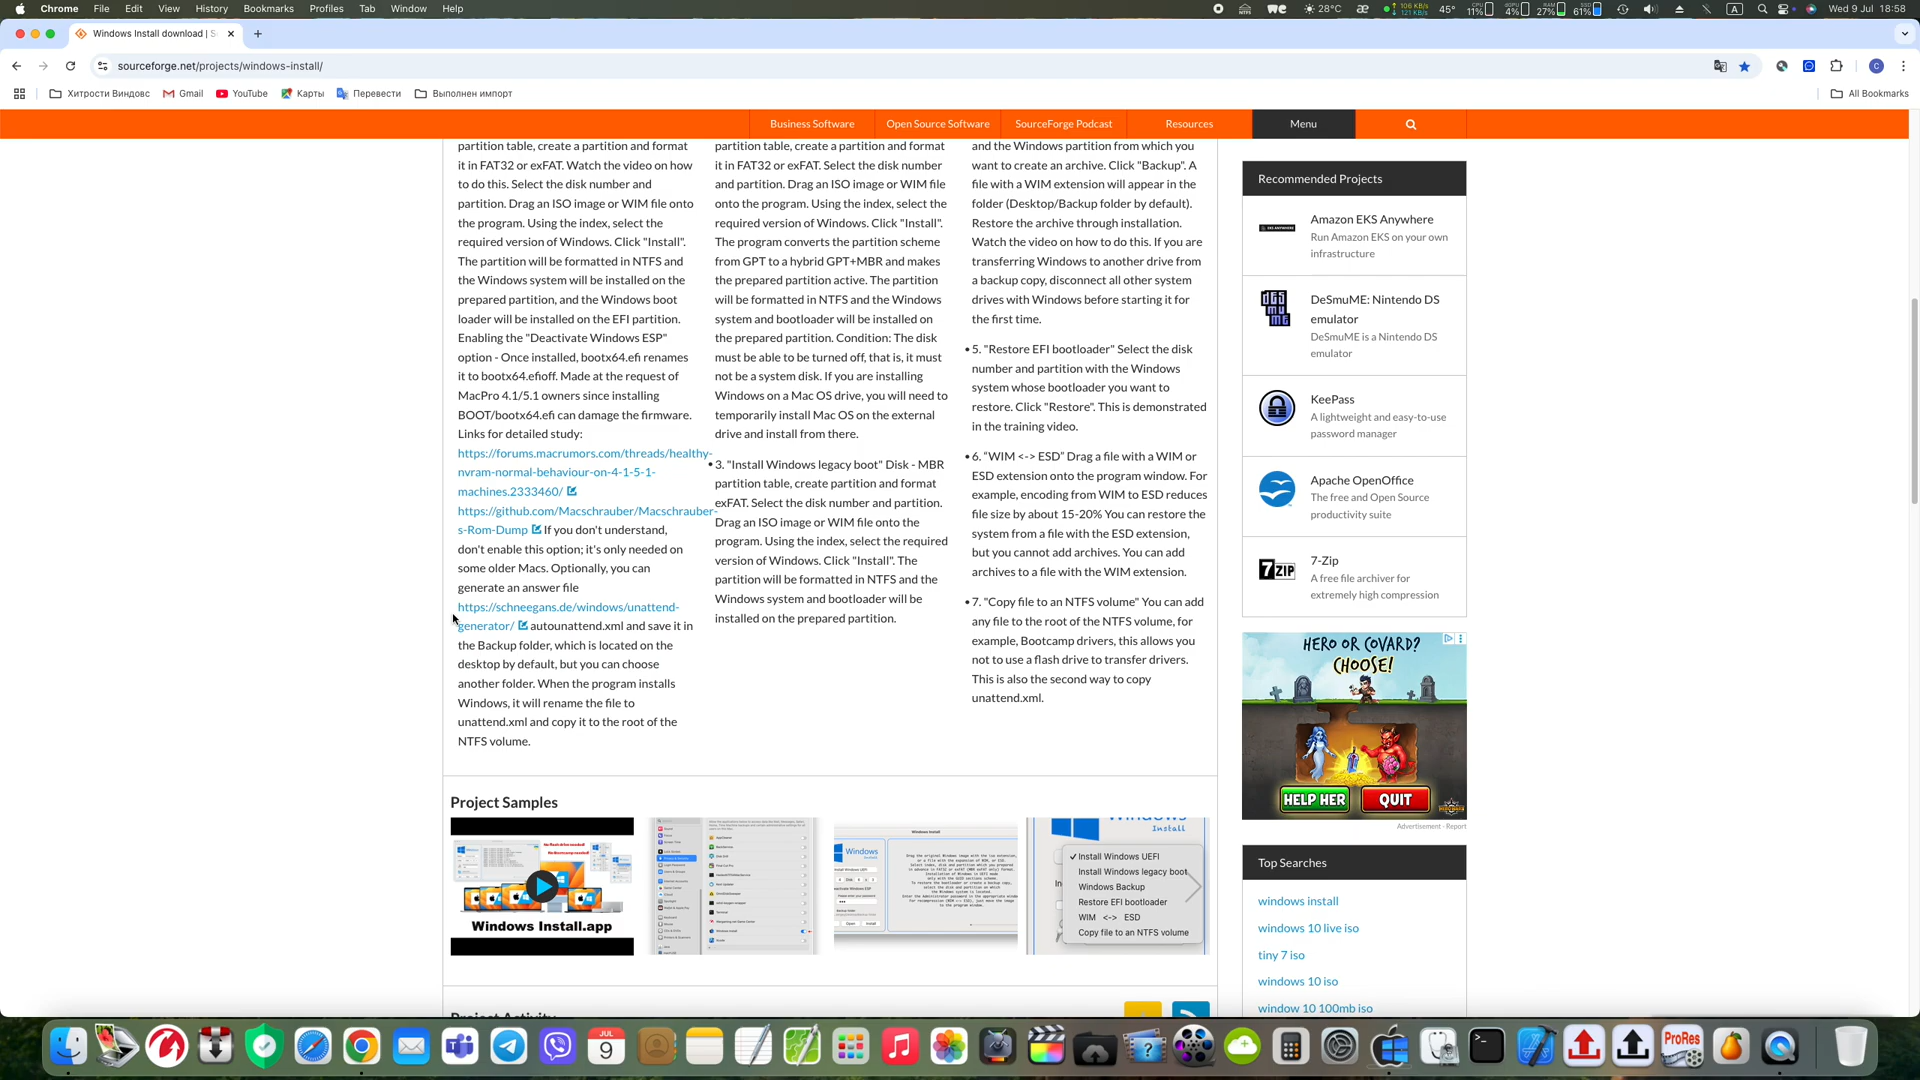 Chrome File Edit View History Bookmarks Profiles Tab Window Help
28°C 106 KB/s 121 KB/s 45° 11% 4% 27% 61% A Wed 9 Jul 18:58
Windows Install download | S
sourceforge.net/projects/windows-install/
Хитрости Виндовс Gmail YouTube Карты Перевести Выполнен импорт All Bookmarks
Business Software Open Source Software SourceForge Podcast Resources Menu
partition table, create a partition and format
it in FAT32 or exFAT. Watch the video on how
to do this. Select the disk number and
partition. Drag an ISO image or WIM file onto
the program. Using the index, select the
required version of Windows. Click "Install".
The partition will be formatted in NTFS and
the Windows system will be installed on the
prepared partition, and the Windows boot
loader will be installed on the EFI partition.
Enabling the "Deactivate Windows ESP"
option - Once installed, bootx64.efi renames
it to bootx64.efioff. Made at the request of
MacPro 4.1/5.1 owners since installing
BOOT/bootx64.efi can damage the firmware.
Links for detailed study:
https://forums.macrumors.com/threads/healthy-
nvram-normal-behaviour-on-4-1-5-1-
machines.2333460/
https://github.com/Macschrauber/Macschrauber-
s-Rom-Dump If you don't understand,
don't enable this option; it's only needed on
some older Macs. Optionally, you can
generate an answer file
https://schneegans.de/windows/unattend-
generator/ autounattend.xml and save it in
the Backup folder, which is located on the
desktop by default, but you can choose
another folder. When the program installs
Windows, it will rename the file to
unattend.xml and copy it to the root of the
NTFS volume.
partition table, create a partition and format
it in FAT32 or exFAT. Select the disk number
and partition. Drag an ISO image or WIM file
onto the program. Using the index, select the
required version of Windows. Click "Install".
The program converts the partition scheme
from GPT to a hybrid GPT+MBR and makes
the prepared partition active. The partition
will be formatted in NTFS and the Windows
system and bootloader will be installed on
the prepared partition. Condition: The disk
must be able to be turned off, that is, it must
not be a system disk. If you are installing
Windows on a Mac OS drive, you will need to
temporarily install Mac OS on the external
drive and install from there.
• 3. "Install Windows legacy boot" Disk - MBR
partition table, create partition and format
exFAT. Select the disk number and partition.
Drag an ISO image or WIM file onto the
program. Using the index, select the required
version of Windows. Click "Install". The
partition will be formatted in NTFS and the
Windows system and bootloader will be
installed on the prepared partition.
and the Windows partition from which you
want to create an archive. Click "Backup". A
file with a WIM extension will appear in the
folder (Desktop/Backup folder by default).
Restore the archive through installation.
Watch the video on how to do this. If you are
transferring Windows to another drive from
a backup copy, disconnect all other system
drives with Windows before starting it for
the first time.
• 5. "Restore EFI bootloader" Select the disk
number and partition with the Windows
system whose bootloader you want to
restore. Click "Restore". This is demonstrated
in the training video.
• 6. "WIM <-> ESD" Drag a file with a WIM or
ESD extension onto the program window. For
example, encoding from WIM to ESD reduces
file size by about 15-20% You can restore the
system from a file with the ESD extension,
but you cannot add archives. You can add
archives to a file with the WIM extension.
• 7. "Copy file to an NTFS volume" You can add
any file to the root of the NTFS volume, for
example, Bootcamp drivers, this allows you
not to use a flash drive to transfer drivers.
This is also the second way to copy
unattend.xml.
Recommended Projects
Amazon EKS Anywhere
Run Amazon EKS on your own
infrastructure
DeSmuME: Nintendo DS
emulator
DeSmuME is a Nintendo DS
emulator
KeePass
A lightweight and easy-to-use
password manager
Apache OpenOffice
The free and Open Source
productivity suite
7ZIP
7-Zip
A free file archiver for
extremely high compression
HERO OR COVARD?
CHOOSE!
HELP HER QUIT
Advertisement - Report
Top Searches
windows install
windows 10 live iso
tiny 7 iso
windows 10 iso
window 10 100mb iso
Project Samples
Windows Install.app
Windows Install
Windows
Install
✓ Install Windows UEFI
Install Windows legacy boot
Windows Backup
Restore EFI bootloader
WIM <-> ESD
Copy file to an NTFS volume
Project Activity
JUL
9
ProRes